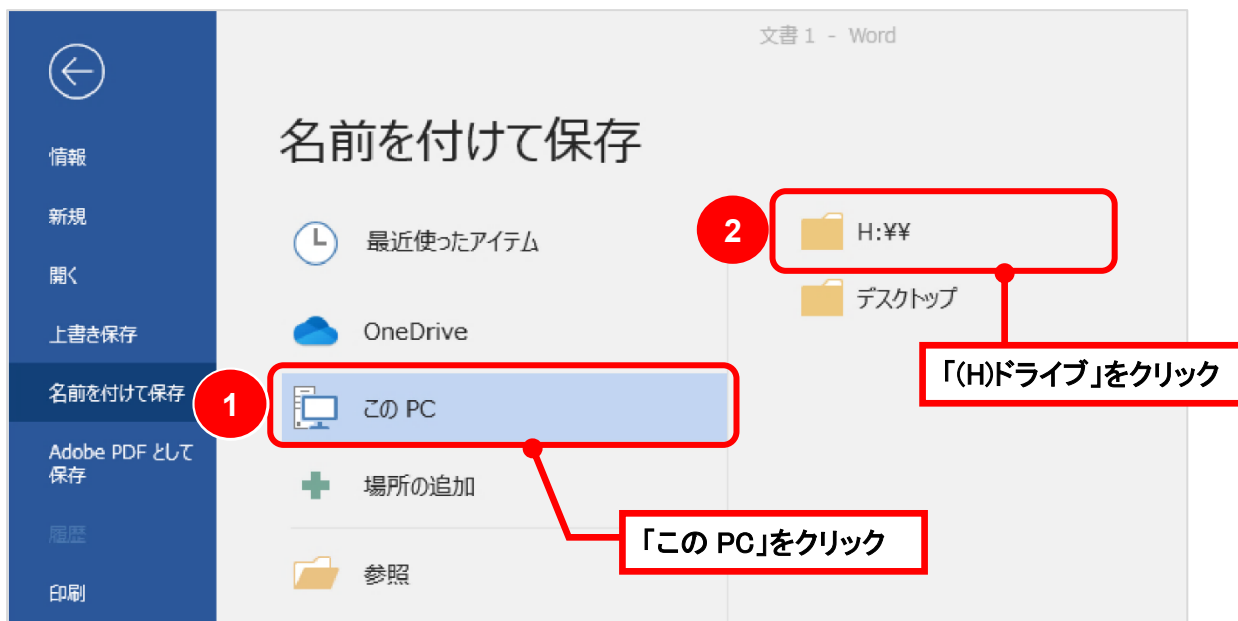 文書 1 - Word
情報
新規
開く
上書き保存
名前を付けて保存
Adobe PDF として
保存
履歴
印刷
名前を付けて保存
最近使ったアイテム
OneDrive
1
この PC
場所の追加
参照
「この PC」をクリック
2
H:¥¥
デスクトップ
「(H)ドライブ」をクリック